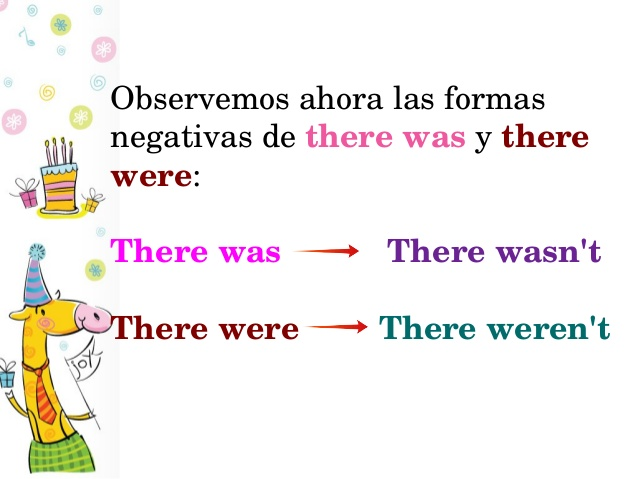 Observemos ahora las formas
negativas de there was y there
were:
There was There wasn't
There were There weren't
joy